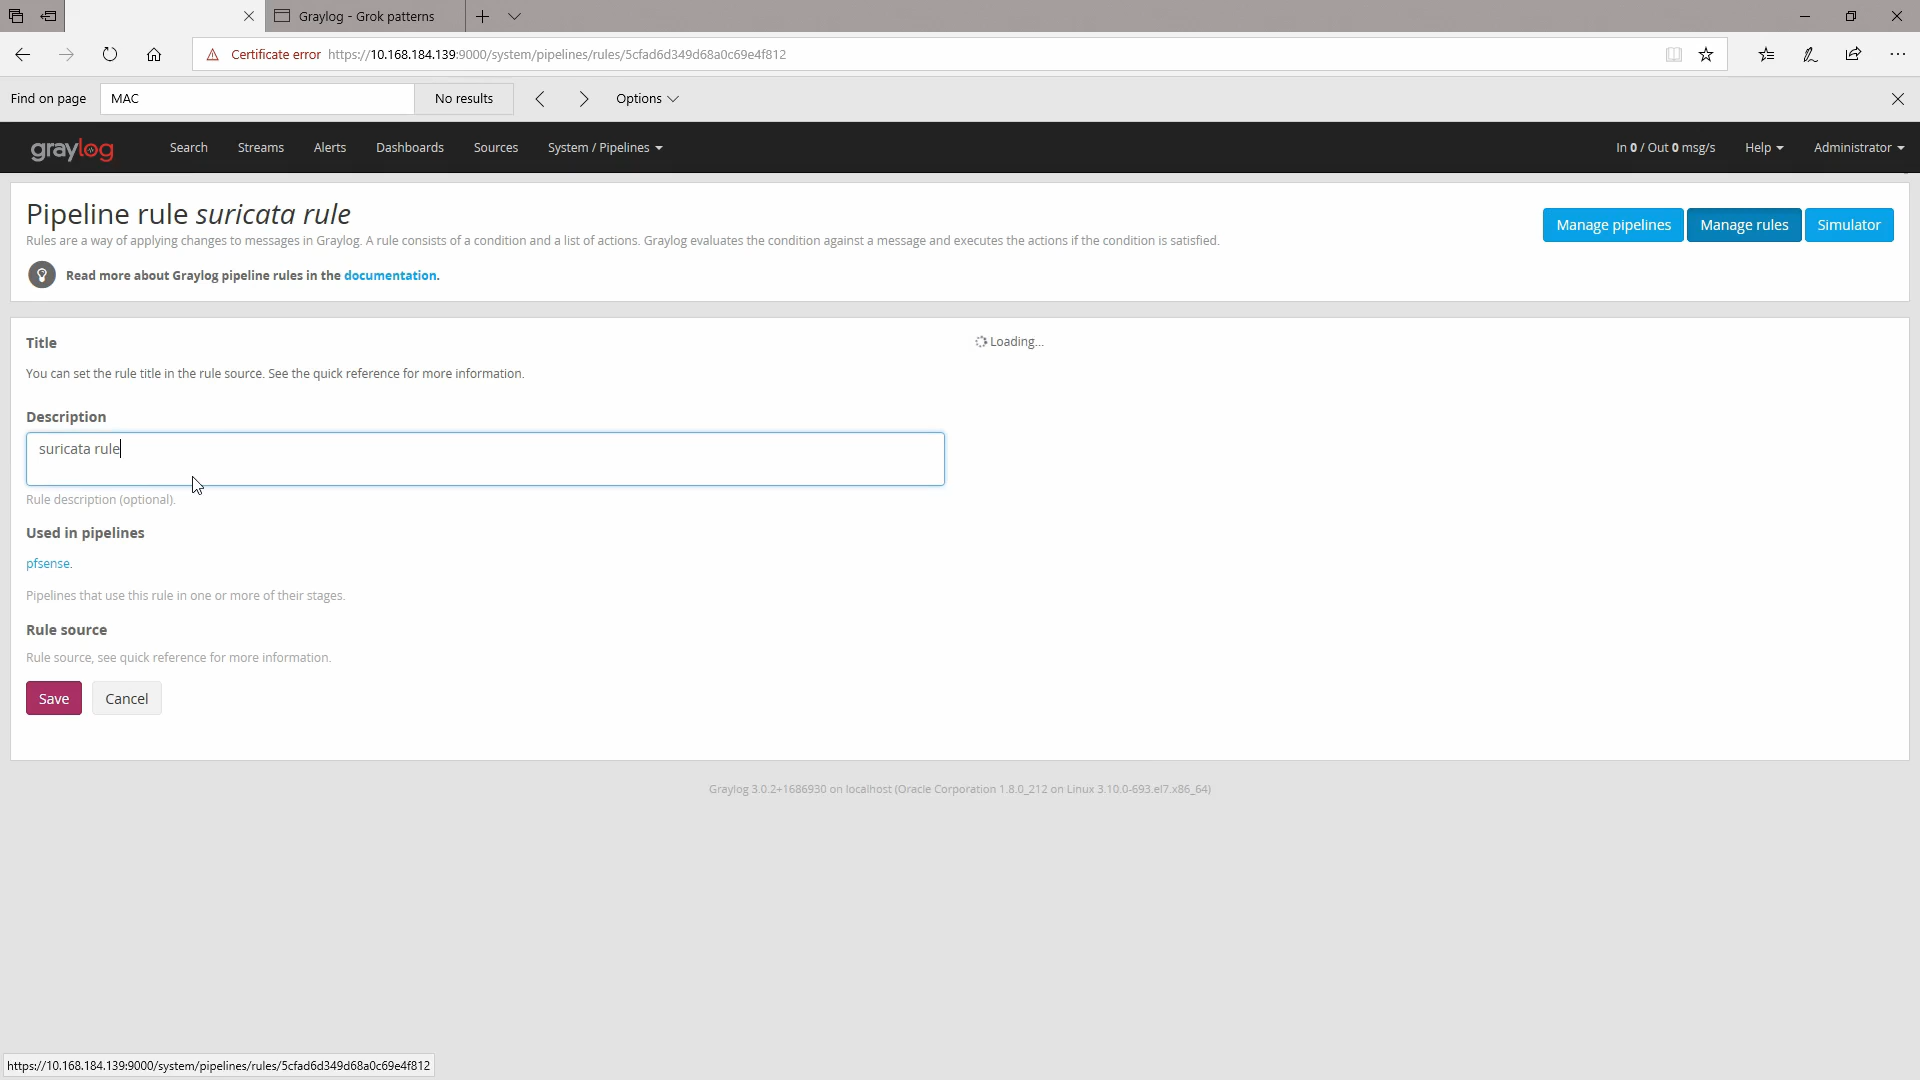 Graylog - Grok patterns
Certificate error https://10.168.184.139:9000/system/pipelines/rules/5cfad6d349d68a0c69e4f812
Find on page MAC No results Options
graylog Search Streams Alerts Dashboards Sources System / Pipelines In 0 / Out 0 msg/s Help Administrator
Pipeline rule suricata rule
Manage pipelines Manage rules Simulator
Rules are a way of applying changes to messages in Graylog. A rule consists of a condition and a list of actions. Graylog evaluates the condition against a message and executes the actions if the condition is satisfied.
Read more about Graylog pipeline rules in the documentation.
Title
You can set the rule title in the rule source. See the quick reference for more information.
Description
suricata rule
Rule description (optional).
Used in pipelines
pfsense.
Pipelines that use this rule in one or more of their stages.
Rule source
Rule source, see quick reference for more information.
Save Cancel
Loading...
Graylog 3.0.2+1686930 on localhost (Oracle Corporation 1.8.0_212 on Linux 3.10.0-693.el7.x86_64)
https://10.168.184.139:9000/system/pipelines/rules/5cfad6d349d68a0c69e4f812